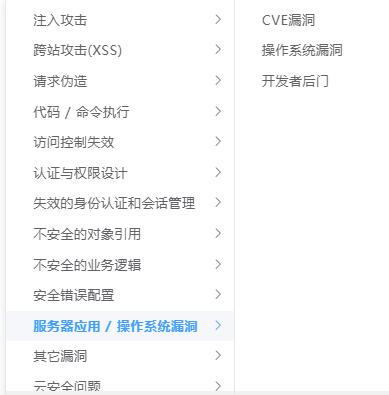 注入攻击
跨站攻击(XSS)
请求伪造
代码 / 命令执行
访问控制失效
认证与权限设计
失效的身份认证和会话管理
不安全的对象引用
不安全的业务逻辑
安全错误配置
服务器应用 / 操作系统漏洞
其它漏洞
云安全问题
CVE漏洞
操作系统漏洞
开发者后门